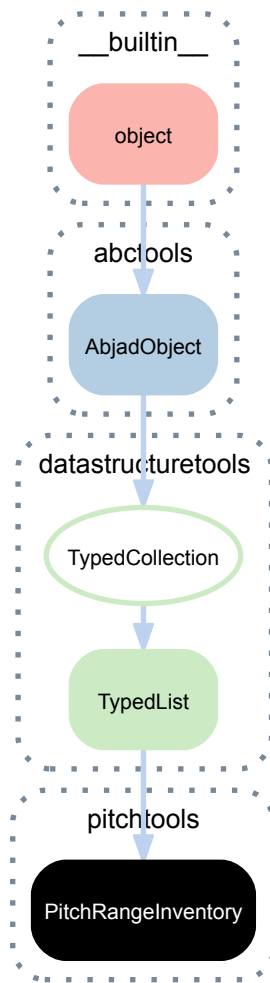 __builtin__
object
abctools
AbjadObject
datastructuretools
TypedCollection
TypedList
pitchtools
PitchRangeInventory